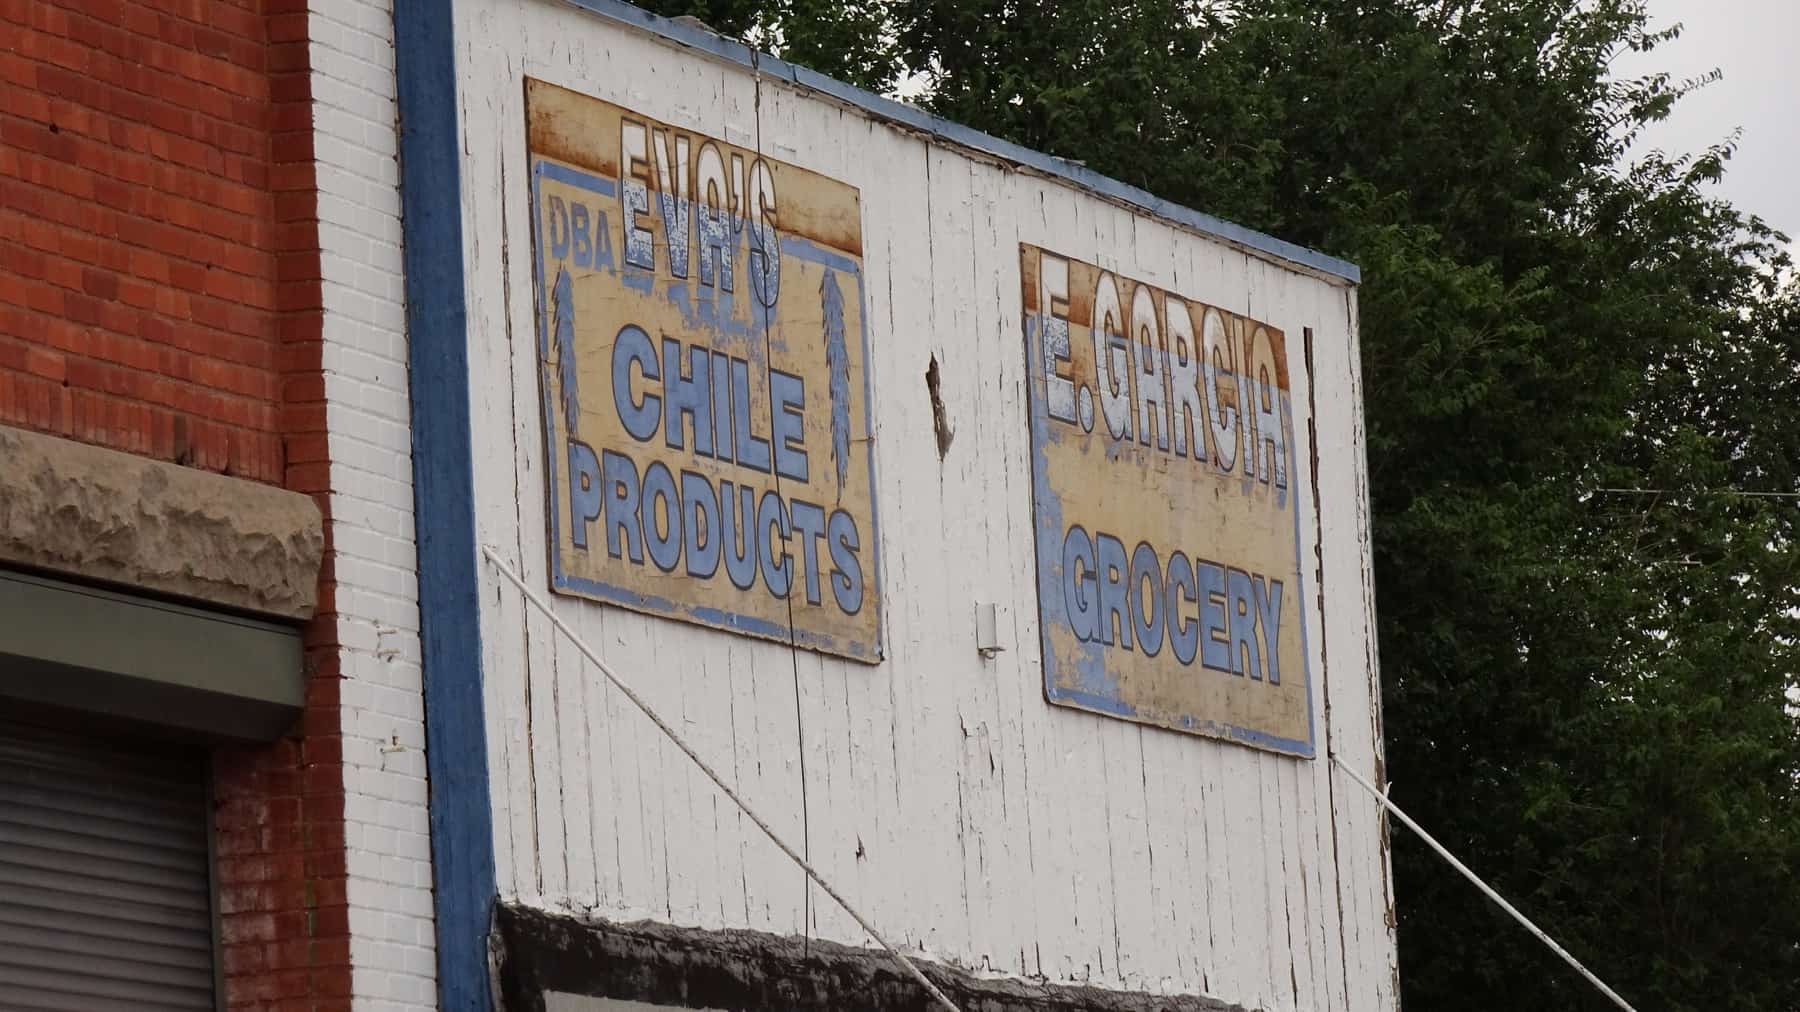 DBA EVA'S
CHILE
PRODUCTS
E. GARCIA
GROCERY